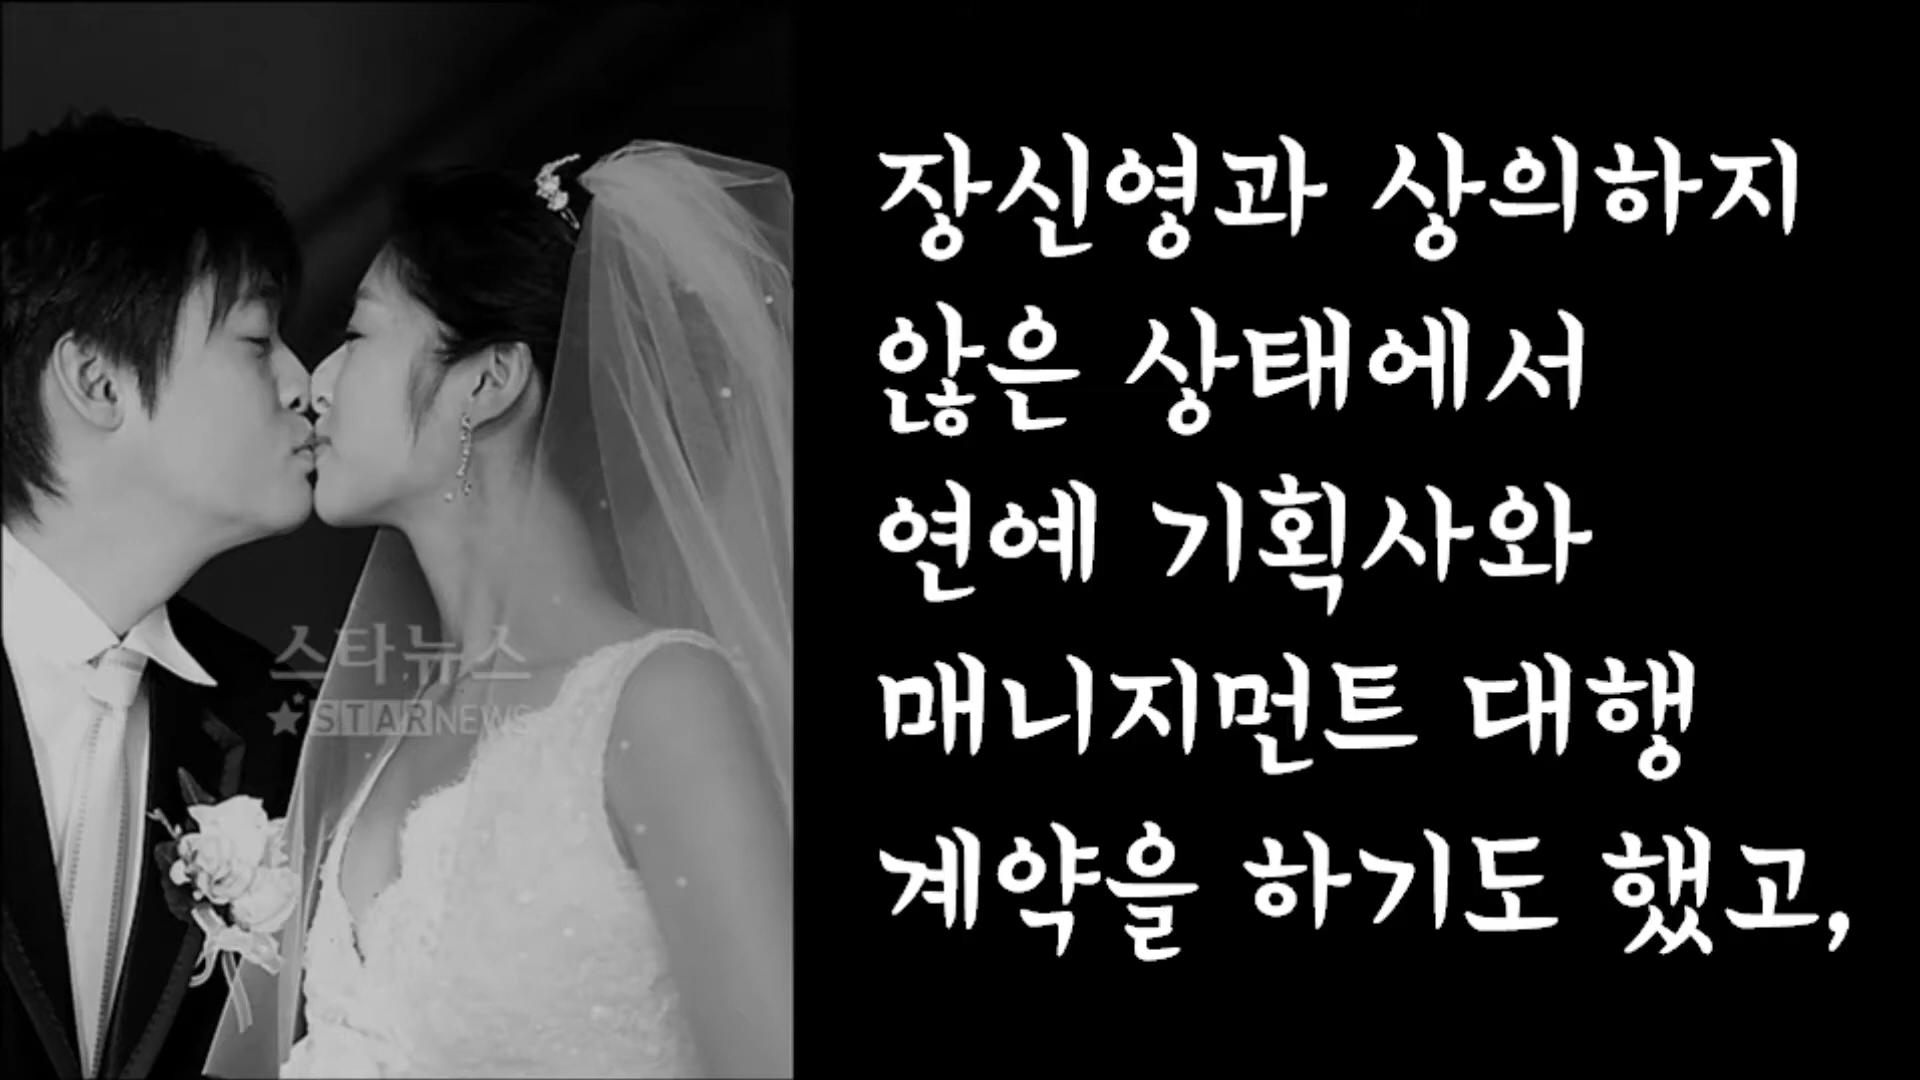 장신영과 상의하지
않은 상태에서
연예 기획사와
매니지먼트 대행
계약을 하기도 했고,
스타뉴스
STARNEWS